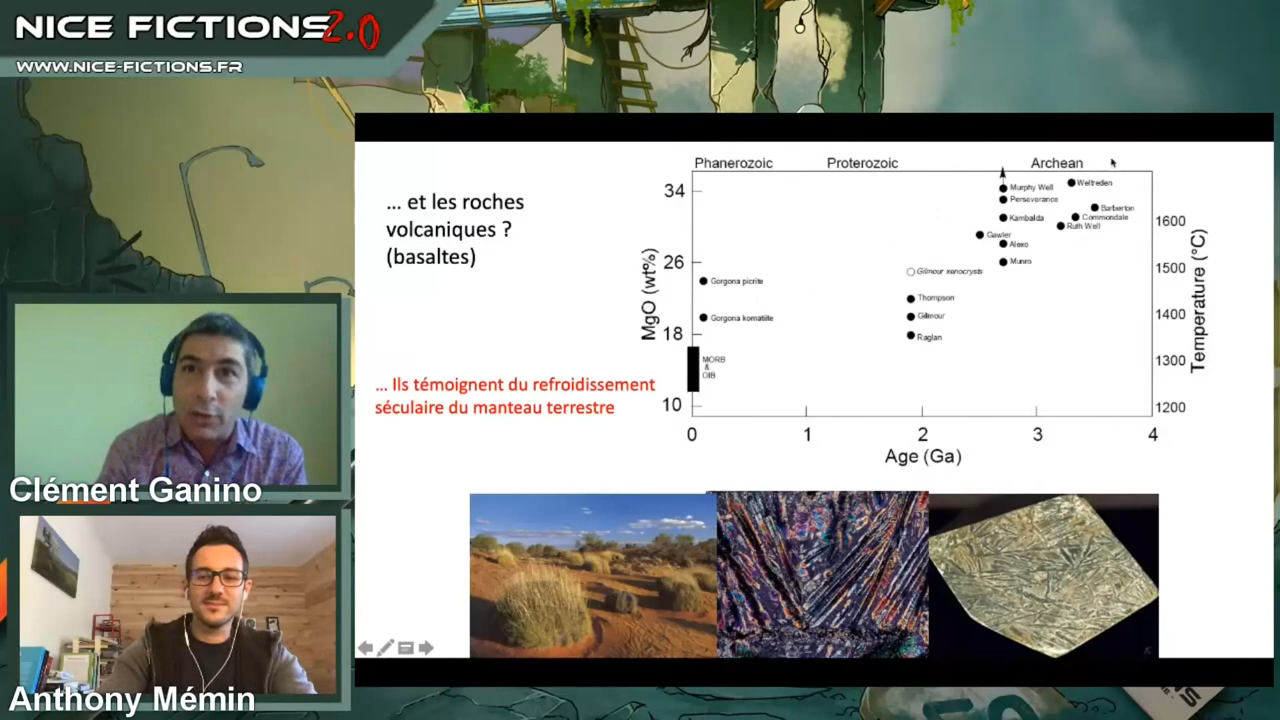 NICE FICTIONS 2.0
WWW.NICE-FICTIONS.FR
... et les roches
volcaniques ?
(basaltes)
... Ils témoignent du refroidissement
séculaire du manteau terrestre
Phanerozoic Proterozoic Archean
MgO (wt%)
34
26
18
10
Murphy Well
Perseverance
Kambalda
Gawler
Alexo
Munro
Weltreden
Barberton
Commondale
Ruth Well
Gilmour xenocrysts
Thompson
Gilmour
Raglan
Gorgona picrite
Gorgona komatiite
MORB
&
OIB
1600
1500
1400
1300
1200
Temperature (°C)
0 1 2 3 4
Age (Ga)
Clément Ganino
Anthony Mémin